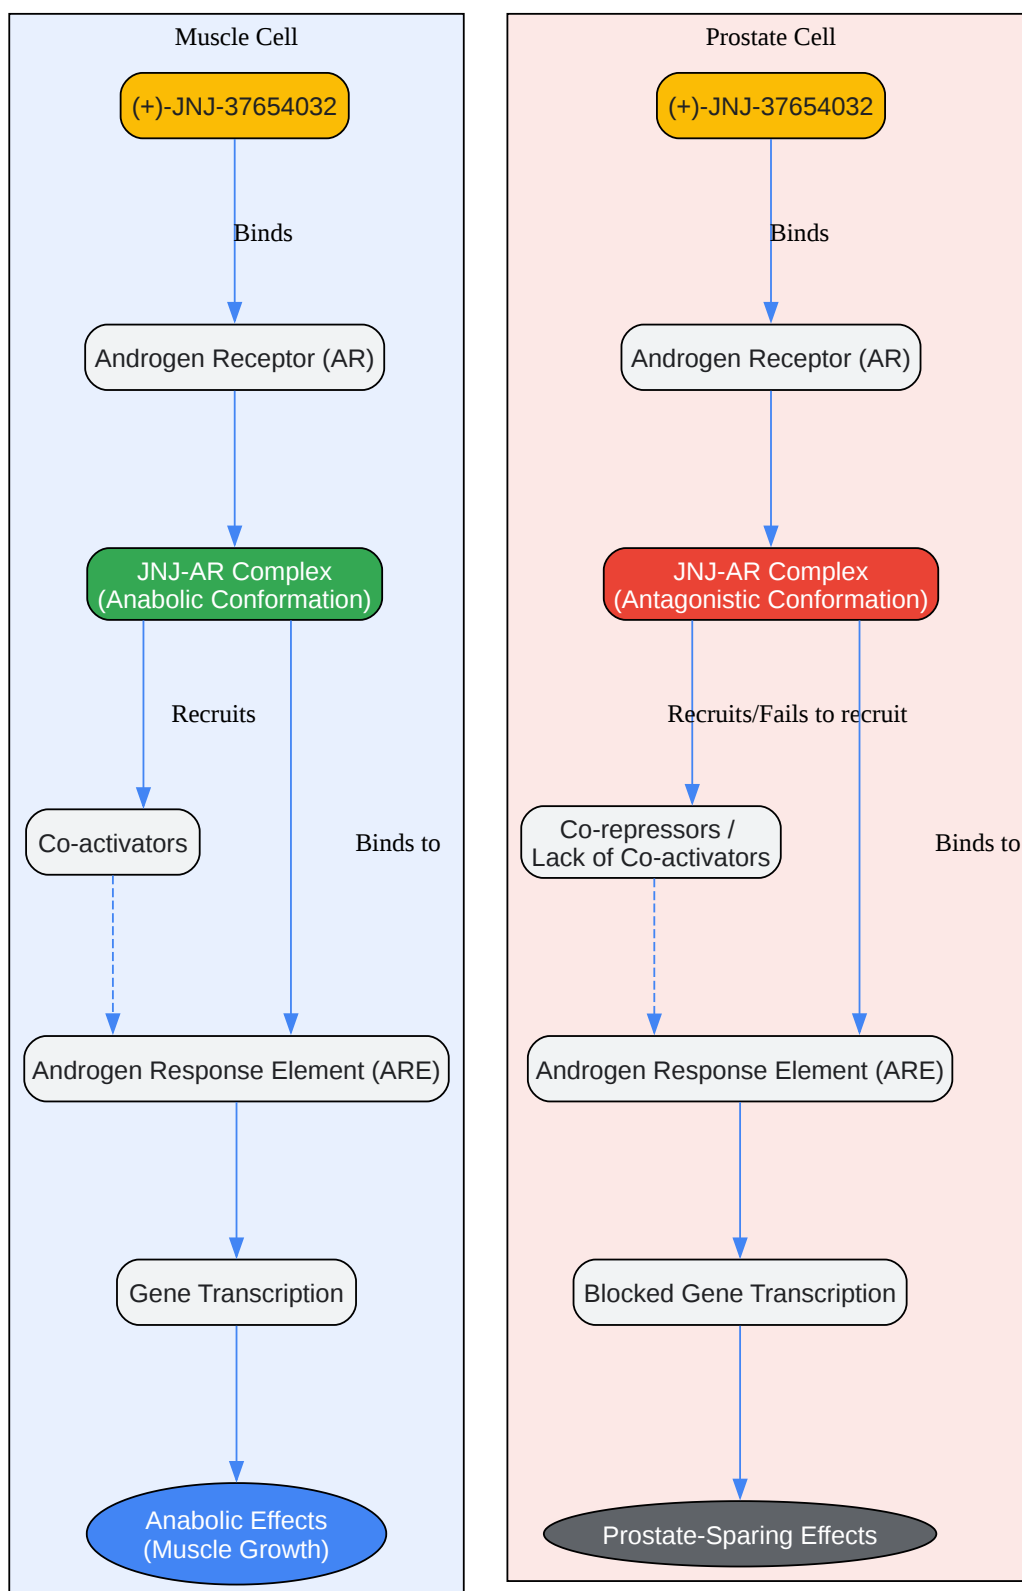 Muscle Cell
(+)-JNJ-37654032
Binds
Androgen Receptor (AR)
JNJ-AR Complex
(Anabolic Conformation)
Recruits
Co-activators
Binds to
Androgen Response Element (ARE)
Gene Transcription
Anabolic Effects
(Muscle Growth)
Prostate Cell
(+)-JNJ-37654032
Binds
Androgen Receptor (AR)
JNJ-AR Complex
(Antagonistic Conformation)
Recruits/Fails to recruit
Co-repressors /
Lack of Co-activators
Binds to
Androgen Response Element (ARE)
Blocked Gene Transcription
Prostate-Sparing Effects